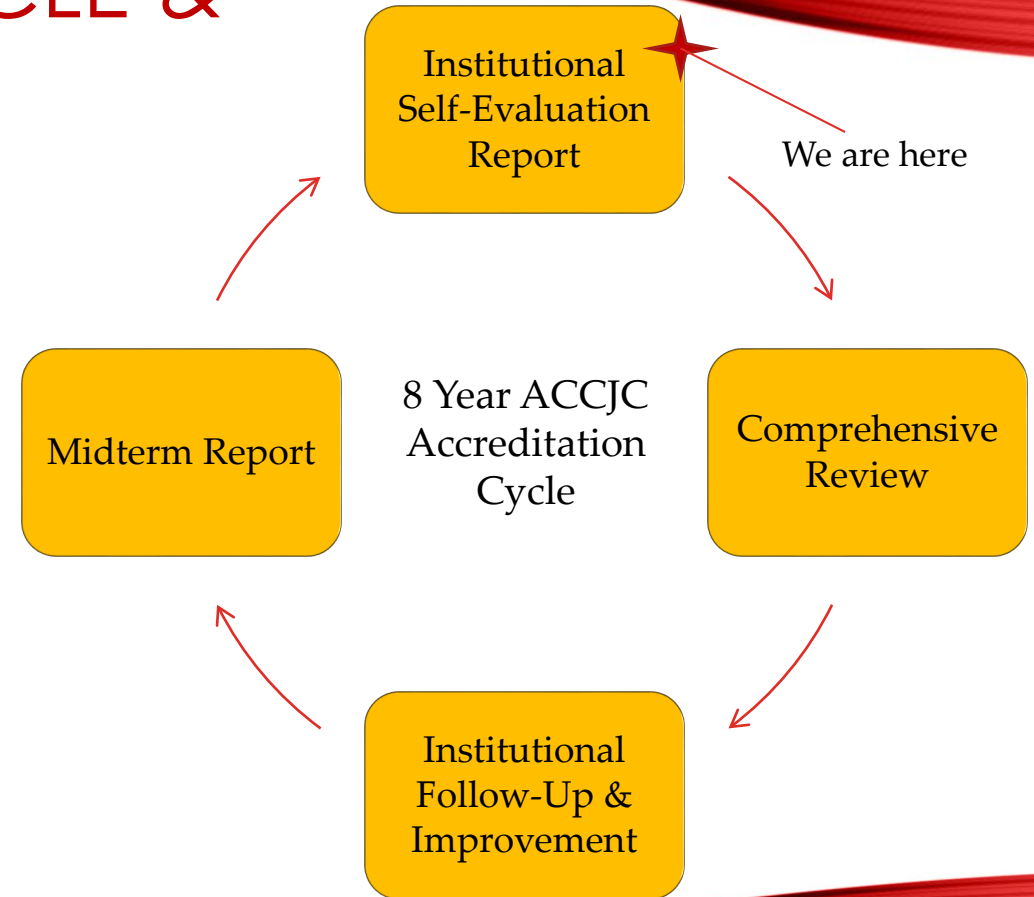 CLE &
Institutional
Self-Evaluation
Report
We are here
Midterm Report
8 Year ACCJC
Accreditation
Cycle
Comprehensive
Review
Institutional
Follow-Up &
Improvement